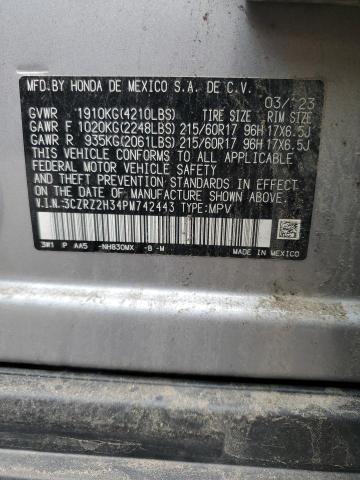 MFD.BY HONDA DE MEXICO S.A. DE C.V. 03/ 23
GVWR 1910KG(4210LBS) TIRE SIZE RIM SIZE
GAWR F 1020KG(2248LBS) 215/60R17 96H 17X6.5J
GAWR R 935KG(2061LBS) 215/60R17 96H 17X6.5J
THIS VEHICLE CONFORMS TO ALL APPLICABLE
FEDERAL MOTOR VEHICLE SAFETY
AND THEFT PREVENTION STANDARDS IN EFFECT
ON THE DATE OF MANUFACTURE SHOWN ABOVE.
V.I.N.:3CZRZ2H34PM742443 TYPE:MPV
3W1 P AA5 -NH830MX -B-M MADE IN MEXICO